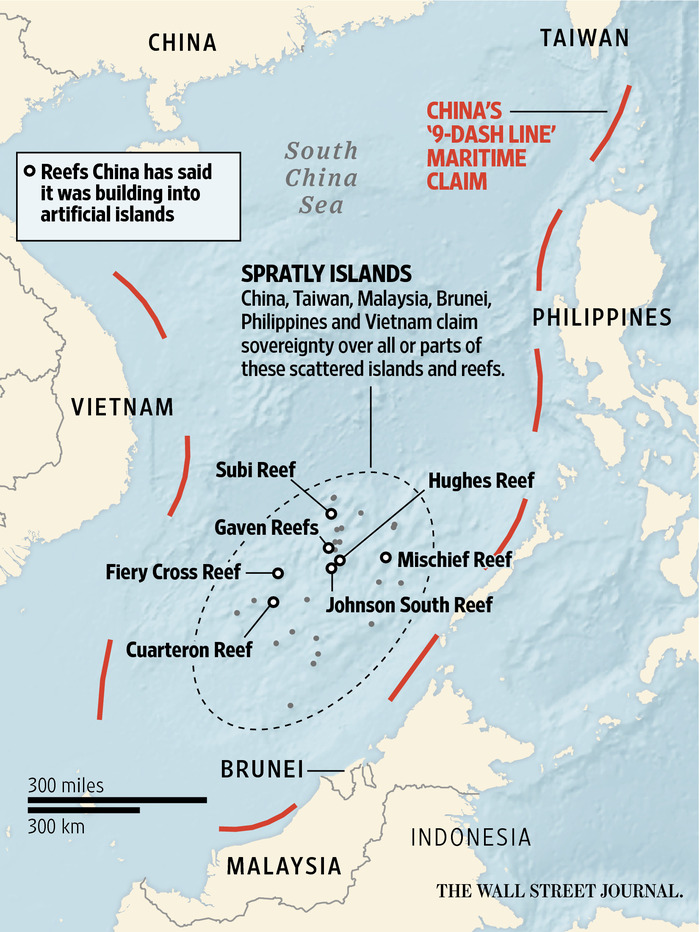 CHINA
TAIWAN
CHINA'S
'9-DASH LINE'
MARITIME
CLAIM
South
China
Sea
Reefs China has said
it was building into
artificial islands
SPRATLY ISLANDS
China, Taiwan, Malaysia, Brunei,
Philippines and Vietnam claim
sovereignty over all or parts of
these scattered islands and reefs.
PHILIPPINES
VIETNAM
Subi Reef
Hughes Reef
Gaven Reefs
Mischief Reef
Fiery Cross Reef
Johnson South Reef
Cuarteron Reef
BRUNEI
300 miles
300 km
INDONESIA
MALAYSIA
THE WALL STREET JOURNAL.